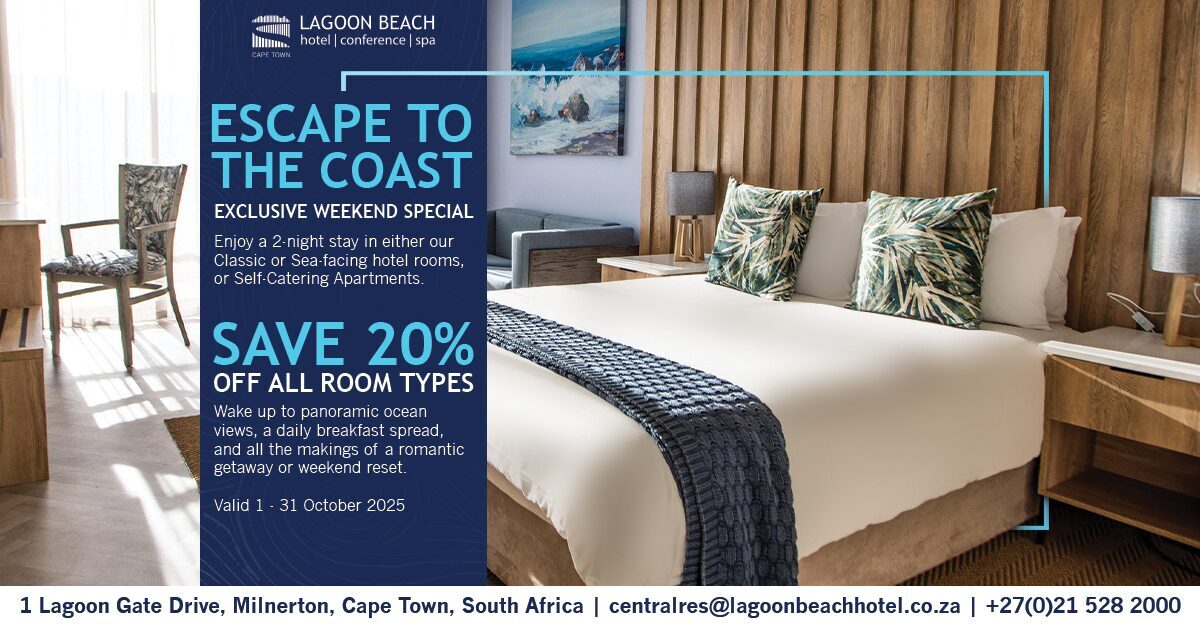 LAGOON BEACH
hotel | conference | spa
CAPE TOWN
ESCAPE TO
THE COAST
EXCLUSIVE WEEKEND SPECIAL
Enjoy a 2-night stay in either our
Classic or Sea-facing hotel rooms,
or Self-Catering Apartments.
SAVE 20%
OFF ALL ROOM TYPES
Wake up to panoramic ocean
views, a daily breakfast spread,
and all the makings of a romantic
getaway or weekend reset.
Valid 1 - 31 October 2025
1 Lagoon Gate Drive, Milnerton, Cape Town, South Africa | centralres@lagoonbeachhotel.co.za | +27(0)21 528 2000